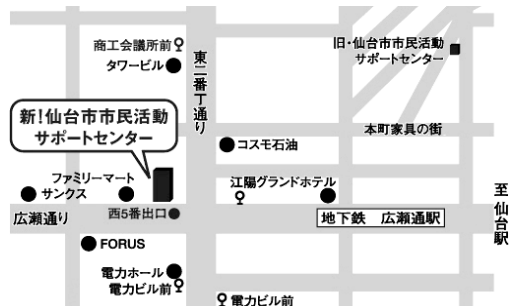 商工会議所前
タワービル
東二番丁通り
旧・仙台市市民活動
サポートセンター
新!仙台市市民活動
サポートセンター
本町家具の街
コスモ石油
ファミリーマート
サンクス
江陽グランドホテル
至仙台駅
広瀬通り
西5番出口
地下鉄 広瀬通駅
FORUS
電力ホール
電力ビル前
電力ビル前